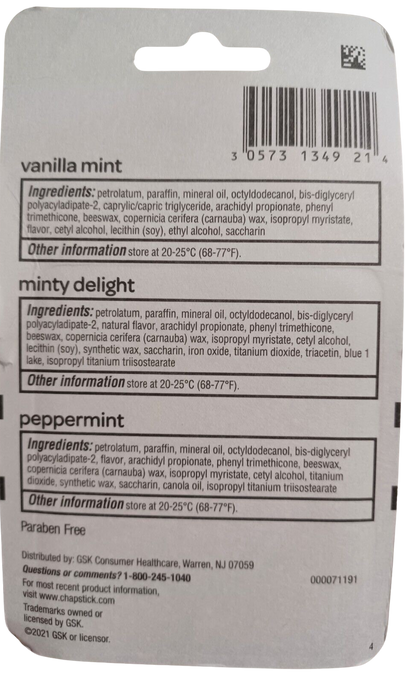 3 0573 1349 21 4
vanilla mint
Ingredients: petrolatum, paraffin, mineral oil, octyldodecanol, bis-diglyceryl
polyacyladipate-2, caprylic/capric triglyceride, arachidyl propionate, phenyl
trimethicone, beeswax, copernicia cerifera (carnauba) wax, isopropyl myristate,
flavor, cetyl alcohol, lecithin (soy), ethyl alcohol, saccharin
Other information store at 20-25°C (68-77°F).
minty delight
Ingredients: petrolatum, paraffin, mineral oil, octyldodecanol, bis-diglyceryl
polyacyladipate-2, natural flavor, arachidyl propionate, phenyl trimethicone,
beeswax, copernicia cerifera (carnauba) wax, isopropyl myristate, cetyl alcohol,
lecithin (soy), synthetic wax, saccharin, iron oxide, titanium dioxide, triacetin, blue 1
lake, isopropyl titanium triisostearate
Other information store at 20-25°C (68-77°F).
peppermint
Ingredients: petrolatum, paraffin, mineral oil, octyldodecanol, bis-diglyceryl
polyacyladipate-2, flavor, arachidyl propionate, phenyl trimethicone, beeswax,
copernicia cerifera (carnauba) wax, isopropyl myristate, cetyl alcohol, titanium
dioxide, synthetic wax, saccharin, canola oil, isopropyl titanium triisostearate
Other information store at 20-25°C (68-77°F).
Paraben Free
Distributed by: GSK Consumer Healthcare, Warren, NJ 07059
Questions or comments? 1-800-245-1040
000071191
For most recent product information,
visit www.chapstick.com
Trademarks owned or
licensed by GSK.
©2021 GSK or licensor.
4